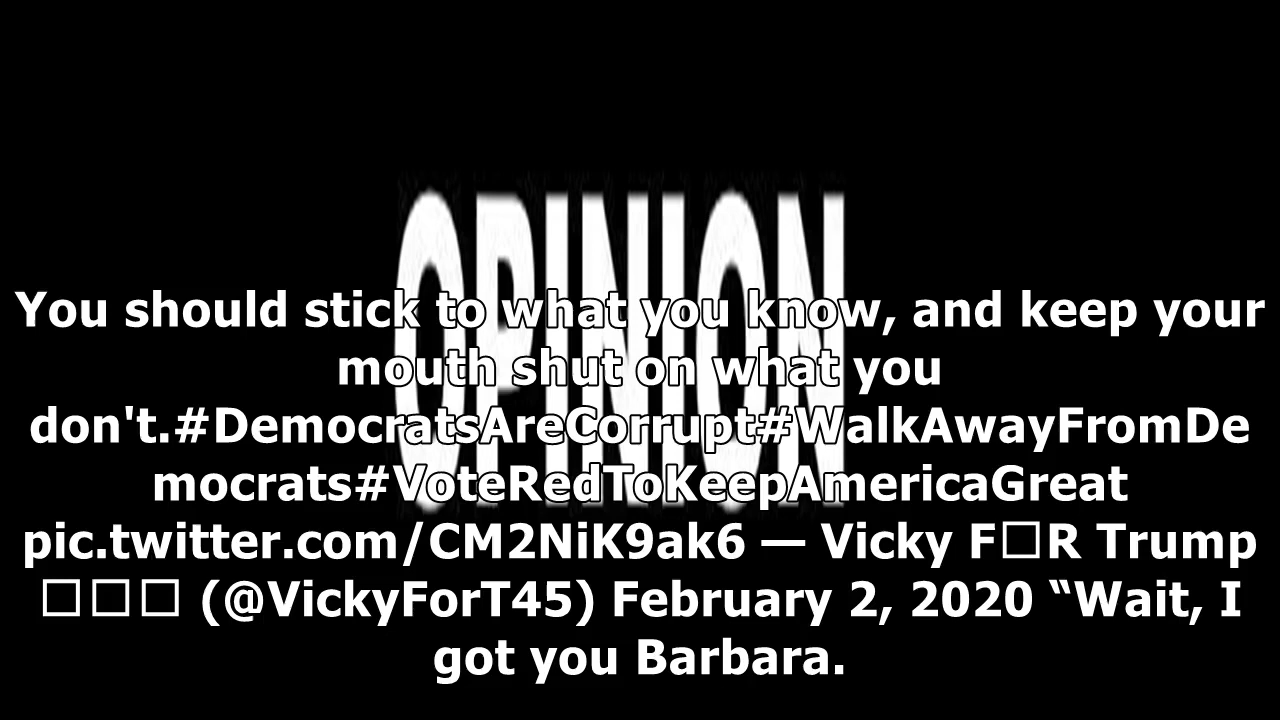 OPINION
You should stick to what you know, and keep your
mouth shut on what you
don't.#DemocratsAreCorrupt#WalkAwayFromDe
mocrats#VoteRedToKeepAmericaGreat
pic.twitter.com/CM2NiK9ak6 — Vicky F□R Trump
□□□ (@VickyForT45) February 2, 2020 “Wait, I
got you Barbara.